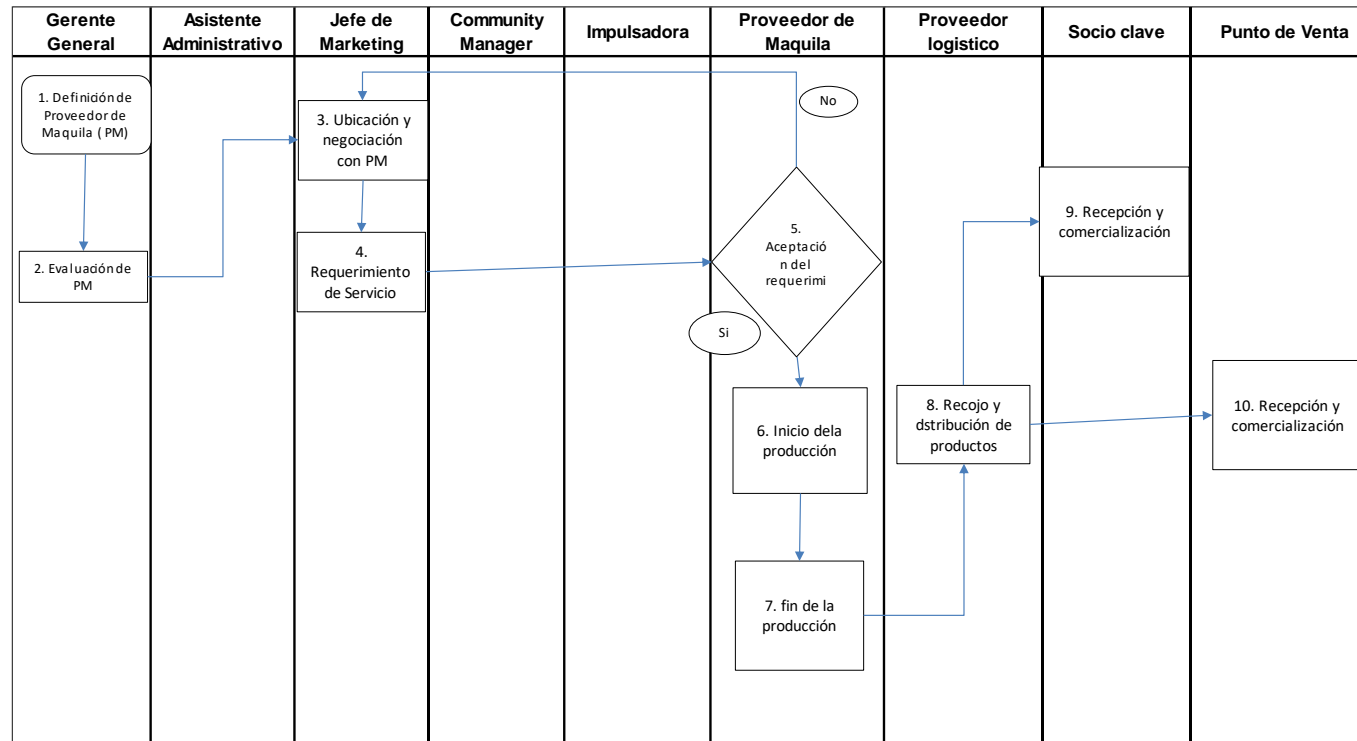 Gerente
General
Asistente
Administrativo
Jefe de
Marketing
Community
Manager
Impulsadora
Proveedor de
Maquila
Proveedor
logistico
Socio clave
Punto de Venta
1. Definición de
Proveedor de
Maquila ( PM)
2. Evaluación de
PM
3. Ubicación y
negociación
con PM
4.
Requerimiento
de Servicio
No
5.
Aceptació
n del
requerimi
Si
6. Inicio dela
producción
7. fin de la
producción
8. Recojo y
dstribución de
productos
9. Recepción y
comercialización
10. Recepción y
comercialización